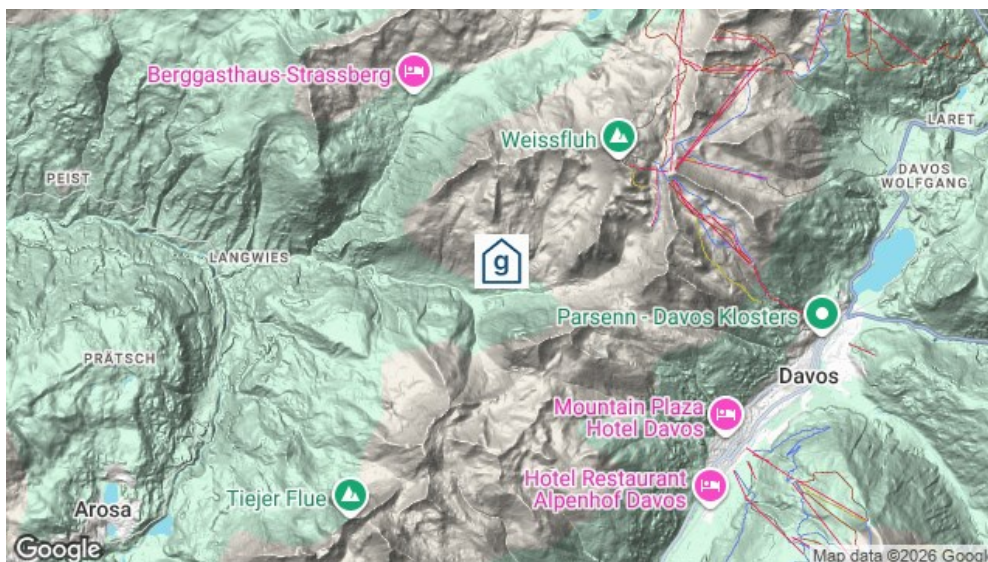 Berggasthaus-Strassberg
Weissfluh
LARET
DAVOS
WOLFGANG
PEIST
LANGWIES
g
Parsenn - Davos Klosters
PRÄTSCH
Davos
Mountain Plaza
Hotel Davos
Hotel Restaurant
Alpenhof Davos
Tiejer Flue
Arosa
Google
Map data ©2026 Google